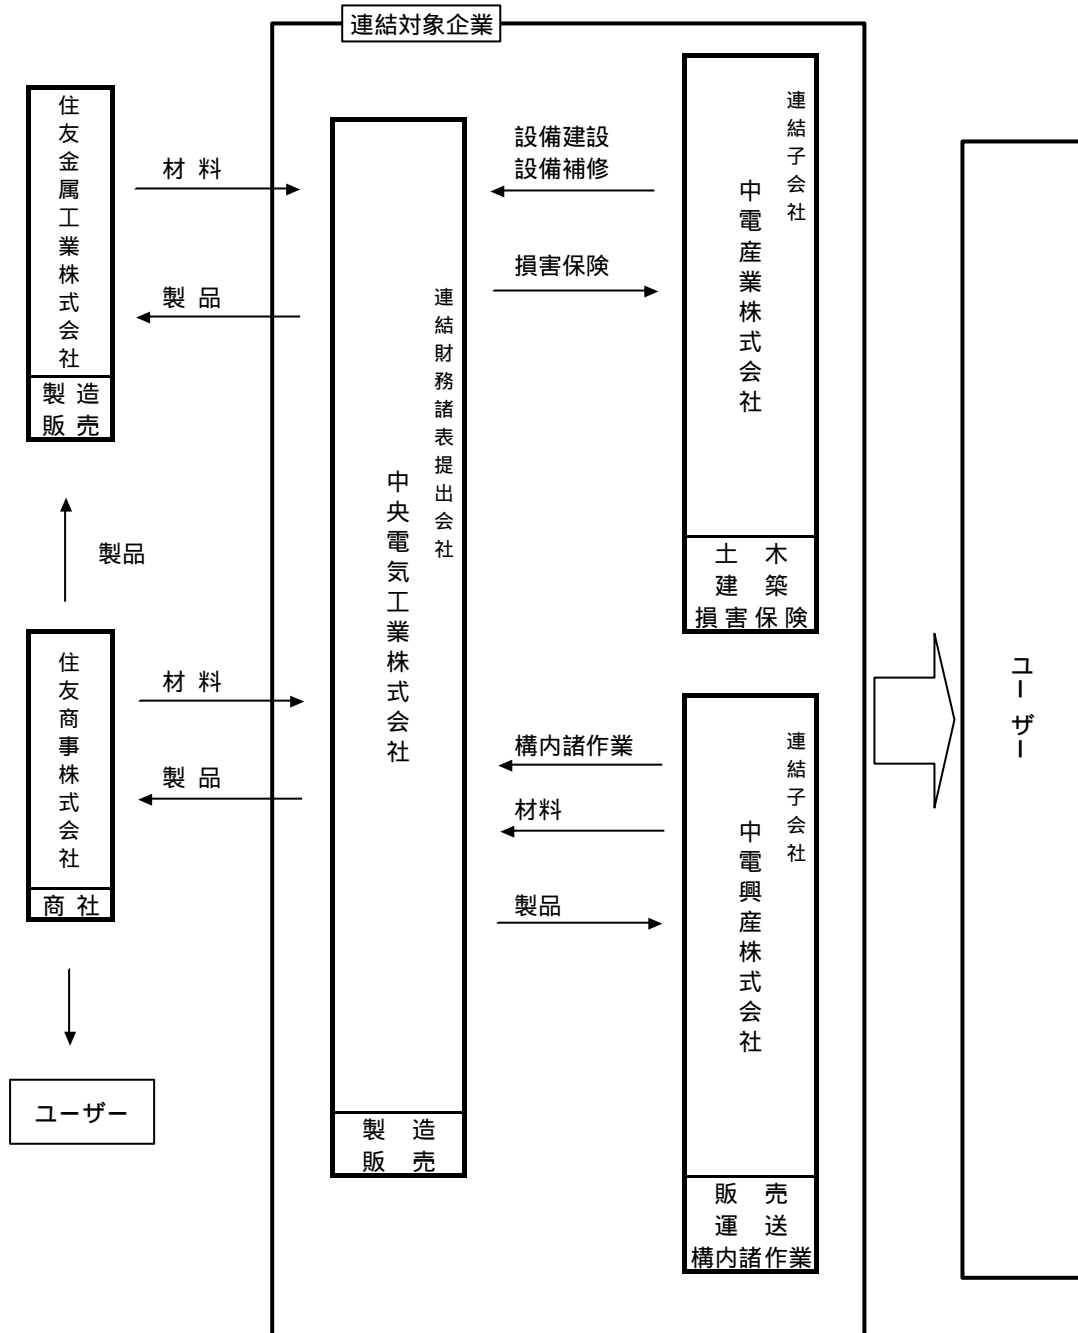 連結対象企業
住友金属工業株式会社
製造
販売
材料
製品
製品
住友商事株式会社
商社
材料
製品
ユーザー
連結財務諸表提出会社
中央電気工業株式会社
製造
販売
設備建設
設備補修
損害保険
連結子会社
中電産業株式会社
土木
建築
損害保険
構内諸作業
材料
製品
連結子会社
中電興産株式会社
販売
運送
構内諸作業
ユーザー